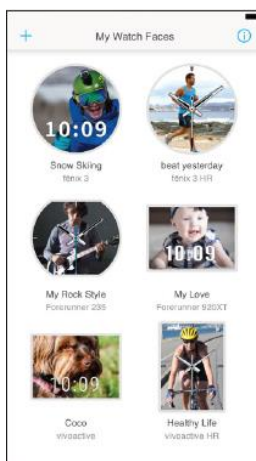 My Watch Faces
10:09
Snow Skiing
fēnix 3
beat yesterday
fēnix 3 HR
My Rock Style
Forerunner 235
10:09
My Love
Forerunner 920XT
10:09
Coco
vívoactive
Healthy Life
vívoactive HR